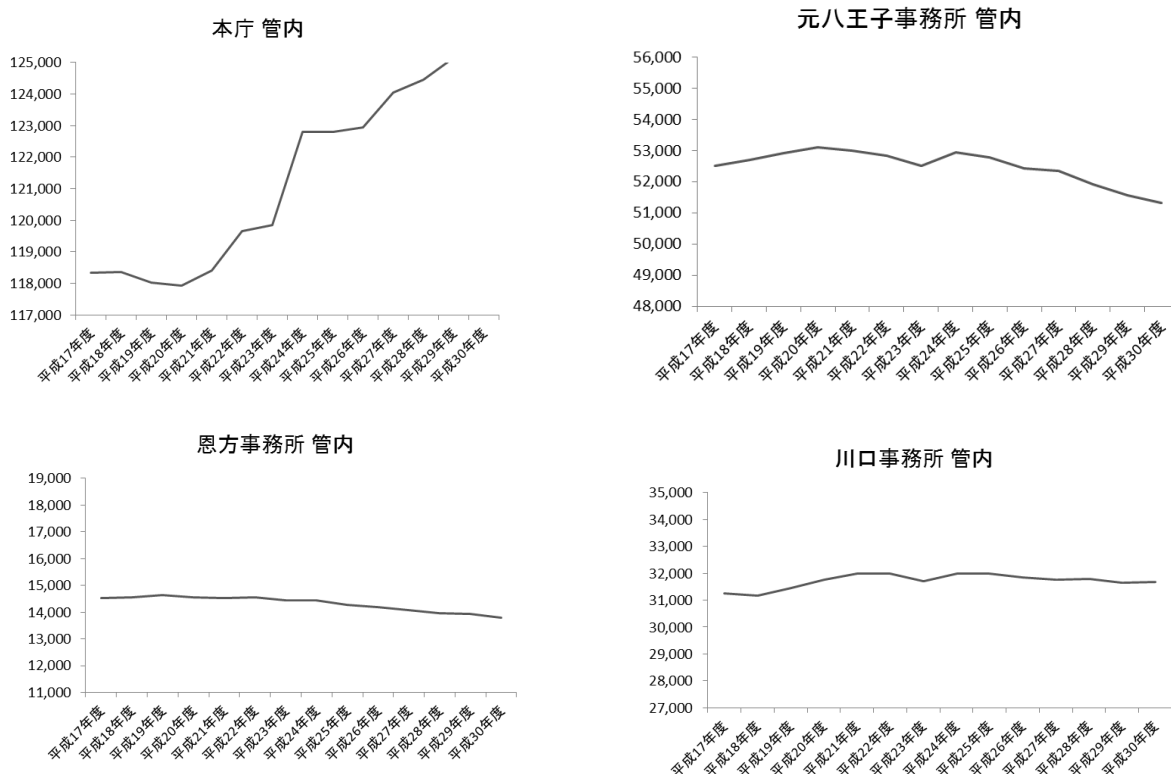 本庁 管内
125,000
124,000
123,000
122,000
121,000
120,000
119,000
118,000
117,000
平成17年度
平成18年度
平成19年度
平成20年度
平成21年度
平成22年度
平成23年度
平成24年度
平成25年度
平成26年度
平成27年度
平成28年度
平成29年度
平成30年度
元八王子事務所 管内
56,000
55,000
54,000
53,000
52,000
51,000
50,000
49,000
48,000
平成17年度
平成18年度
平成19年度
平成20年度
平成21年度
平成22年度
平成23年度
平成24年度
平成25年度
平成26年度
平成27年度
平成28年度
平成29年度
平成30年度
恩方事務所 管内
19,000
18,000
17,000
16,000
15,000
14,000
13,000
12,000
11,000
平成17年度
平成18年度
平成19年度
平成20年度
平成21年度
平成22年度
平成23年度
平成24年度
平成25年度
平成26年度
平成27年度
平成28年度
平成29年度
平成30年度
川口事務所 管内
35,000
34,000
33,000
32,000
31,000
30,000
29,000
28,000
27,000
平成17年度
平成18年度
平成19年度
平成20年度
平成21年度
平成22年度
平成23年度
平成24年度
平成25年度
平成26年度
平成27年度
平成28年度
平成29年度
平成30年度